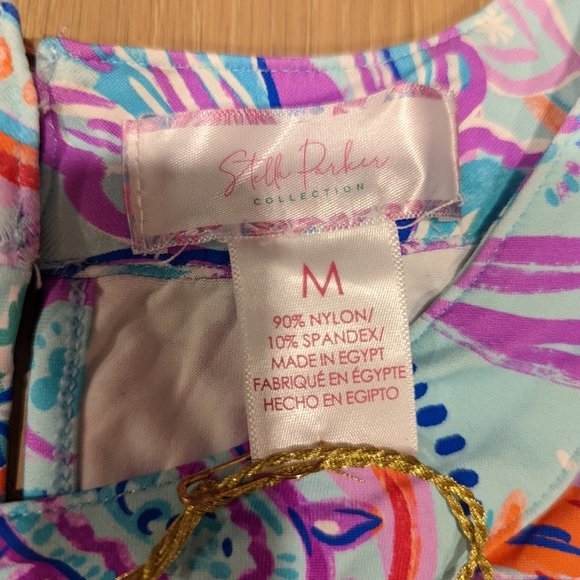 Stella Parker
COLLECTION
M
90% NYLON/
10% SPANDEX/
MADE IN EGYPT
FABRIQUÉ EN ÉGYPTE
HECHO EN EGIPTO